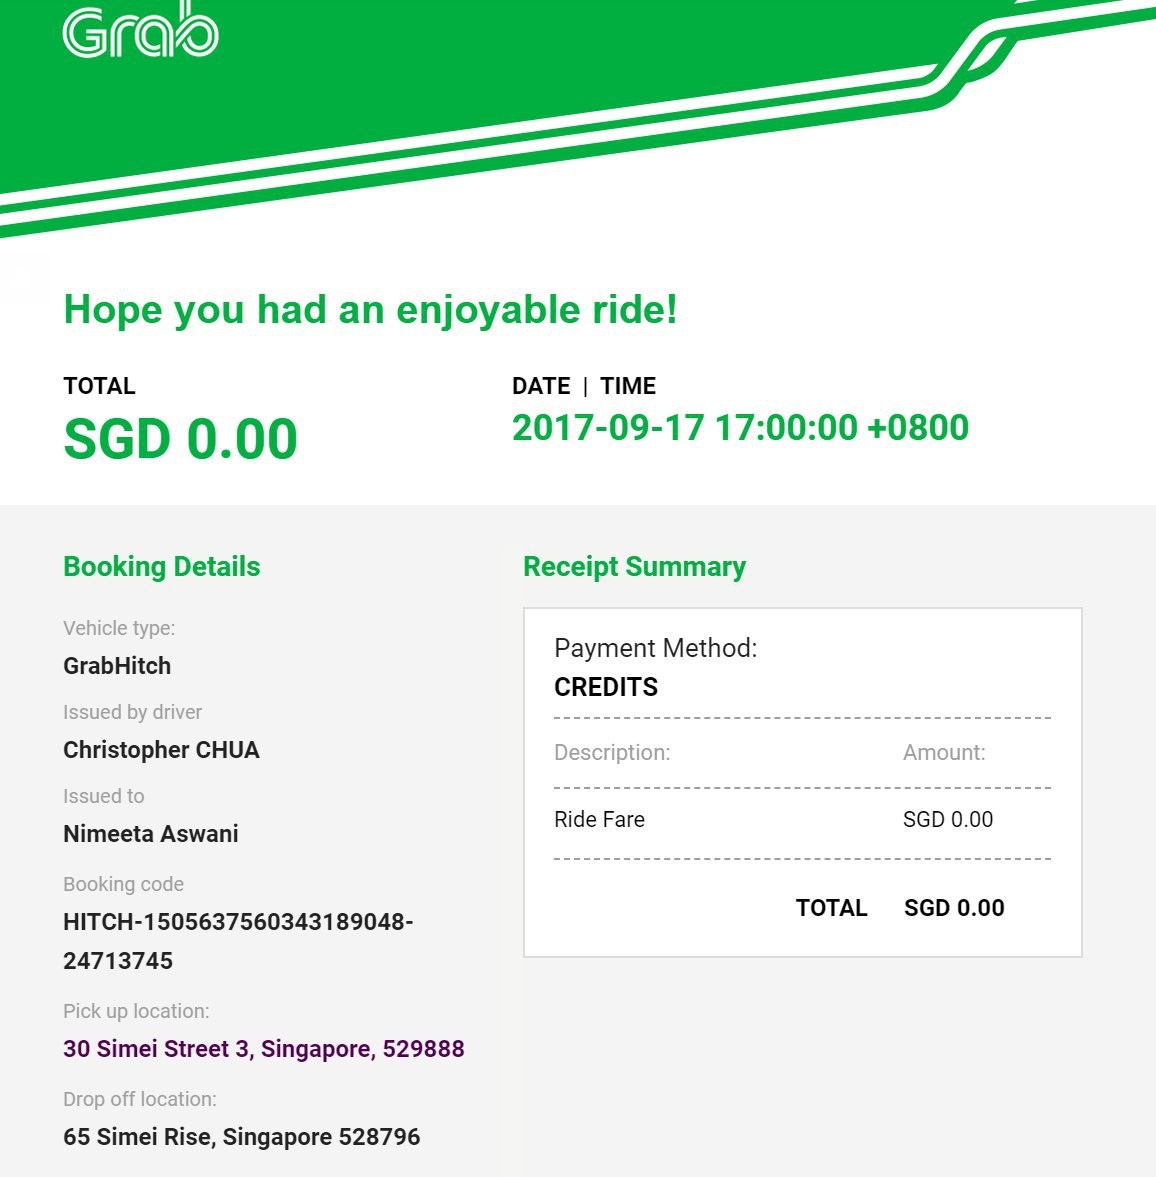 Grab
Hope you had an enjoyable ride!
TOTAL
SGD 0.00
DATE | TIME
2017-09-17 17:00:00 +0800
Booking Details
Vehicle type:
GrabHitch
Issued by driver
Christopher CHUA
Issued to
Nimeeta Aswani
Booking code
HITCH-1505637560343189048-
24713745
Pick up location:
30 Simei Street 3, Singapore, 529888
Drop off location:
65 Simei Rise, Singapore 528796
Receipt Summary
Payment Method:
CREDITS
Description: Amount:
Ride Fare SGD 0.00
TOTAL SGD 0.00